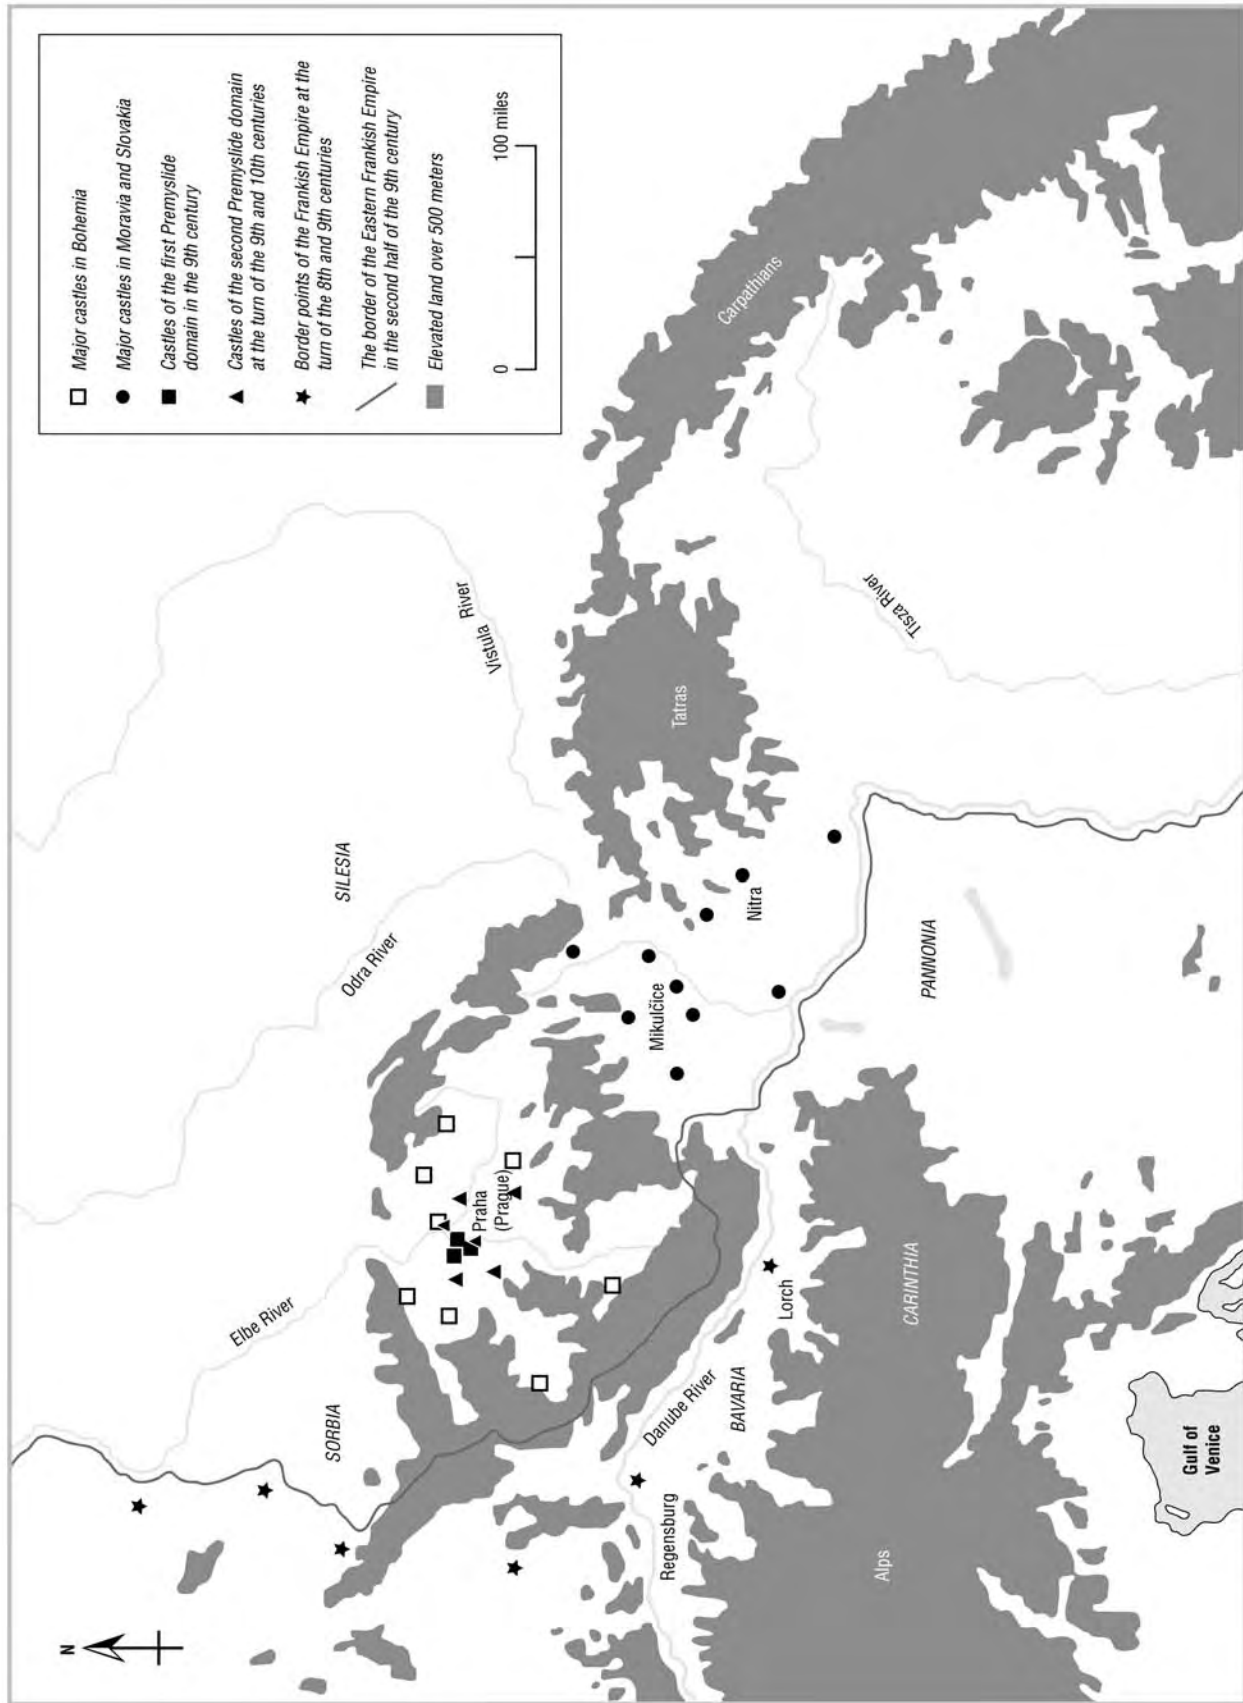 Major castles in Bohemia
Major castles in Moravia and Slovakia
Castles of the first Premyslide
domain in the 9th century
Castles of the second Premyslide domain
at the turn of the 9th and 10th centuries
Border points of the Frankish Empire at the
turn of the 8th and 9th centuries
The border of the Eastern Frankish Empire
in the second half of the 9th century
Elevated land over 500 meters
0
100 miles
N
SORBIA
Elbe River
Odra River
SILESIA
Vistula
River
Praha
(Prague)
Mikulčice
Nitra
Tatras
Carpathians
Tisza River
Regensburg
Danube River
BAVARIA
Lorch
CARINTHIA
PANNONIA
Alps
Gulf of
Venice